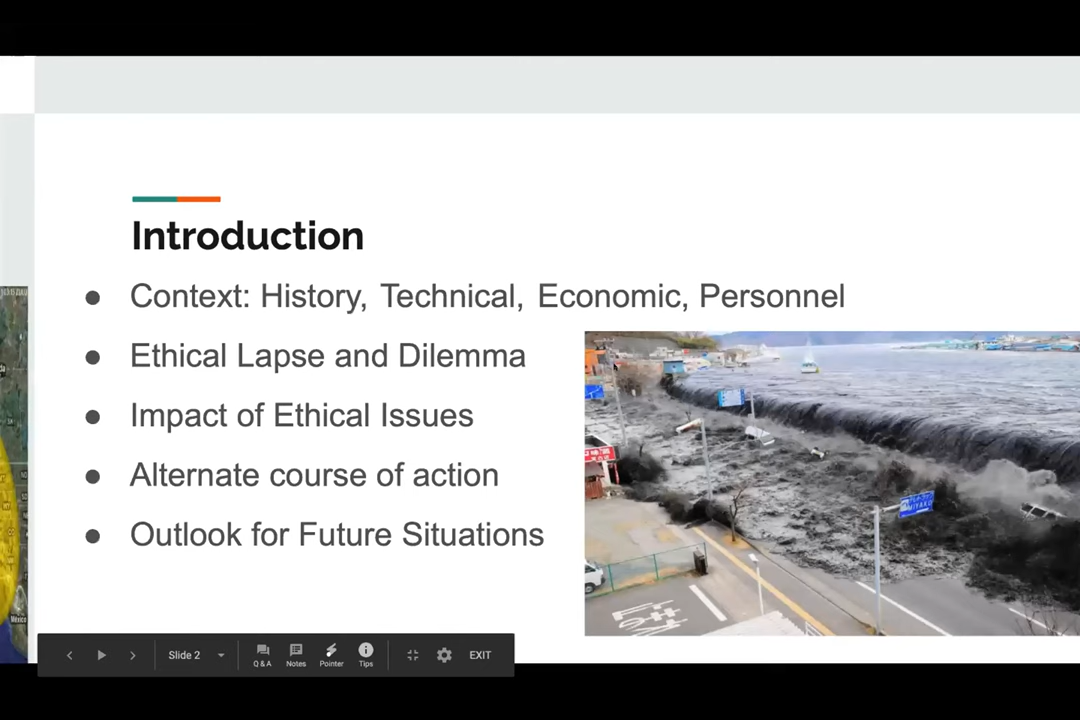 Introduction
● Context: History, Technical, Economic, Personnel
● Ethical Lapse and Dilemma
● Impact of Ethical Issues
● Alternate course of action
● Outlook for Future Situations
Slide 2
Q & A
Notes
Pointer
Tips
EXIT
México